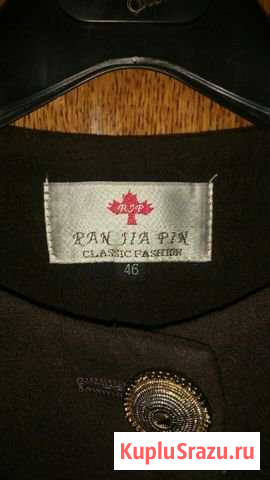 RJP
RAN JIA PIN
CLASSIC FASHION
46
KupluSrazu.ru